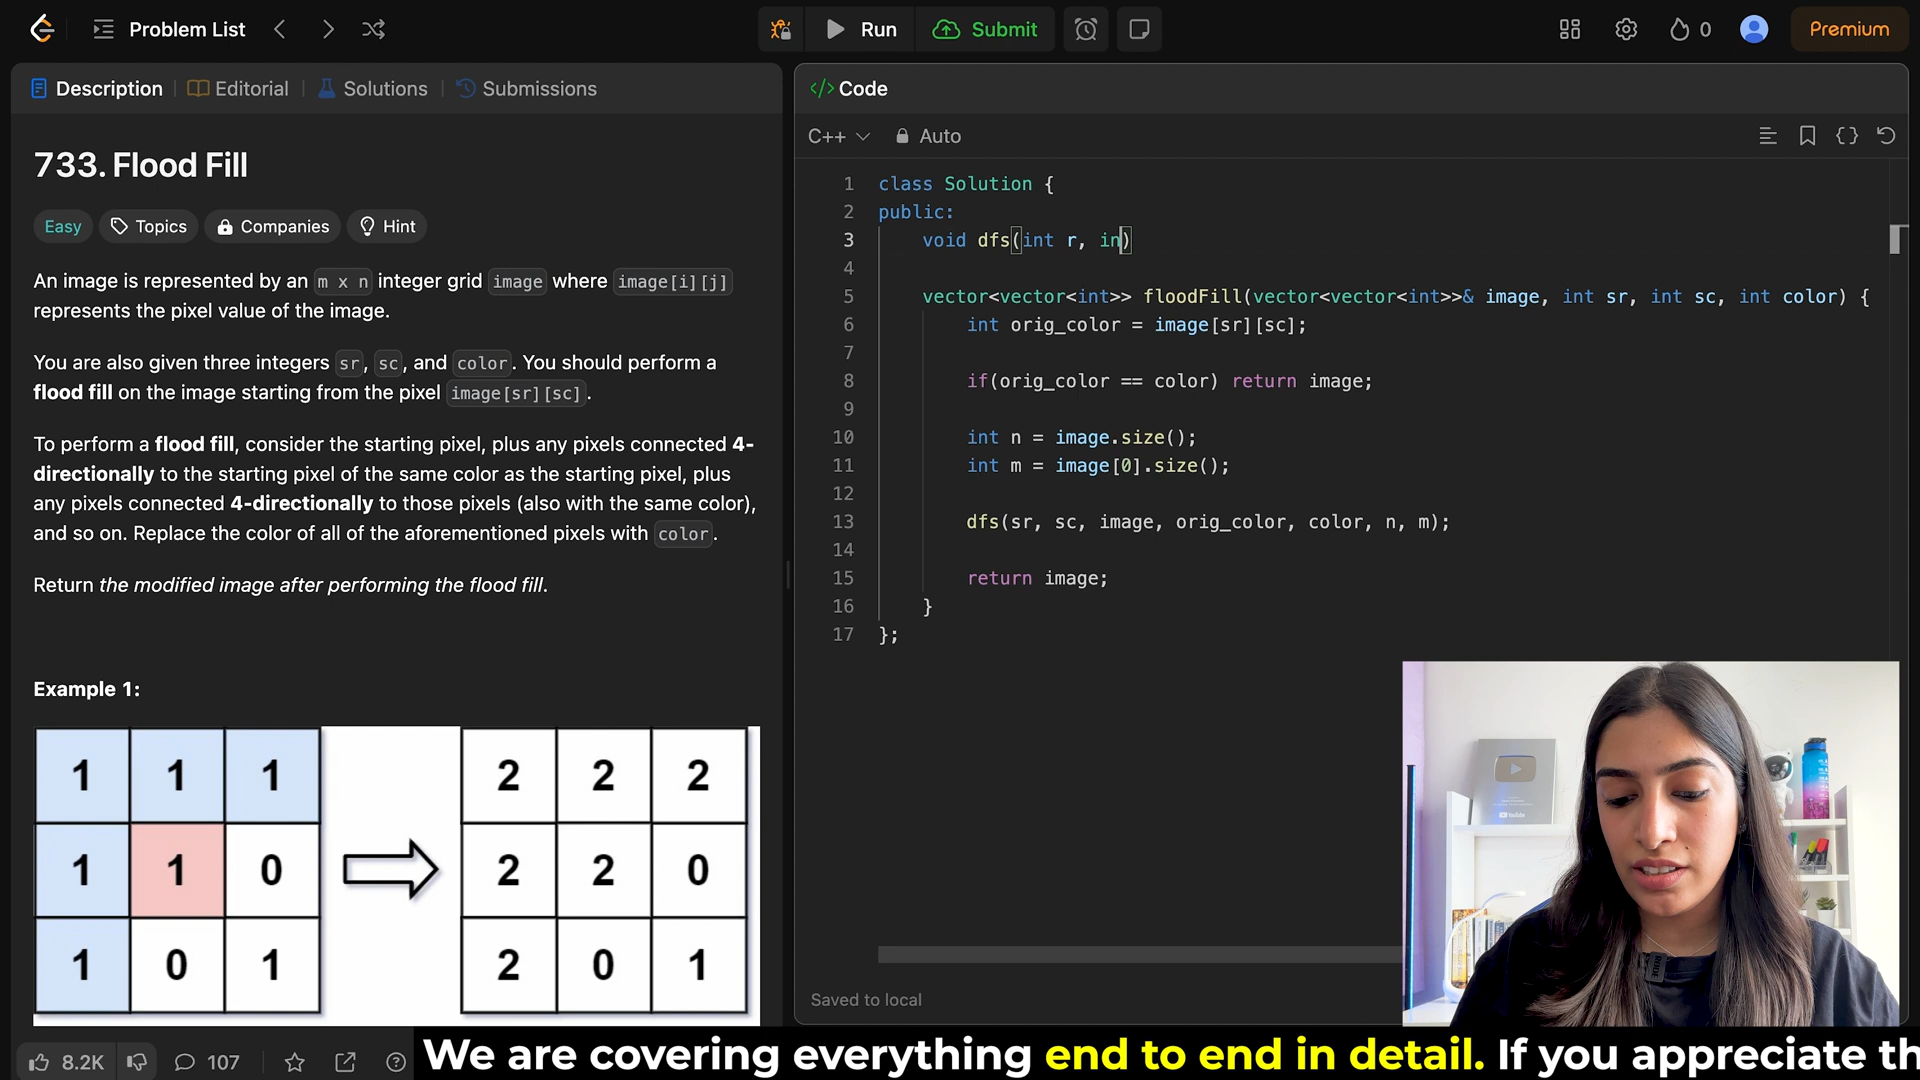 Problem List
Run
Submit
0
Premium
Description
Editorial
Solutions
Submissions
733. Flood Fill
Easy
Topics
Companies
Hint
An image is represented by an m x n integer grid image where image[i][j]
represents the pixel value of the image.
You are also given three integers sr, sc, and color. You should perform a
flood fill on the image starting from the pixel image[sr][sc].
To perform a flood fill, consider the starting pixel, plus any pixels connected 4-
directionally to the starting pixel of the same color as the starting pixel, plus
any pixels connected 4-directionally to those pixels (also with the same color),
and so on. Replace the color of all of the aforementioned pixels with color.
Return the modified image after performing the flood fill.
Example 1:
1 1 1 2 2 2
1 1 0 2 2 0
1 0 1 2 0 1
8.2K
107
</> Code
C++
Auto
1 class Solution {
2 public:
3 void dfs(int r, in)
4
5 vector<vector<int>> floodFill(vector<vector<int>>& image, int sr, int sc, int color) {
6 int orig_color = image[sr][sc];
7
8 if(orig_color == color) return image;
9
10 int n = image.size();
11 int m = image[0].size();
12
13 dfs(sr, sc, image, orig_color, color, n, m);
14
15 return image;
16 }
17 };
Saved to local
YouTube
RODE
We are covering everything end to end in detail. If you appreciate th